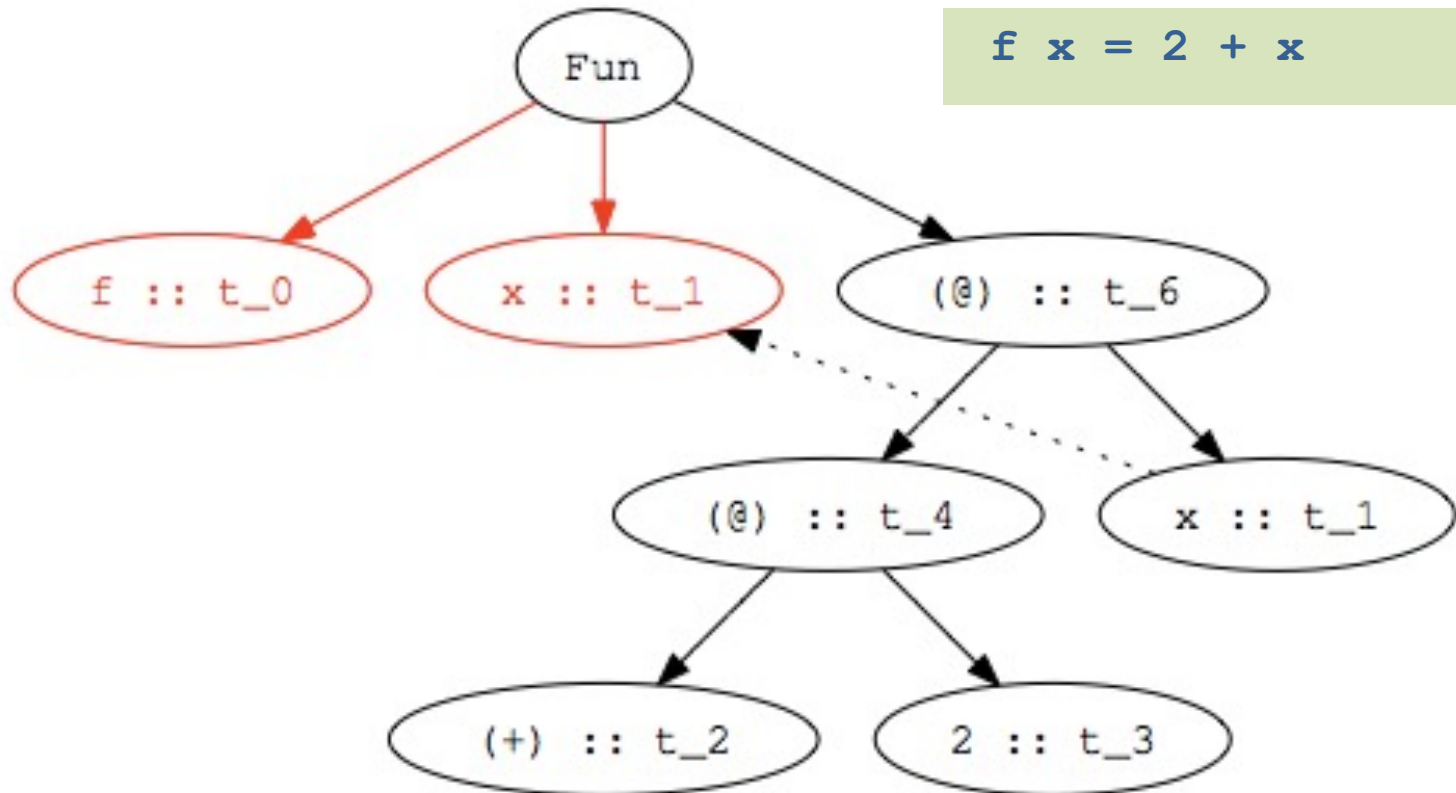 f x = 2 + x
Fun
f :: t_0
x :: t_1
(@) :: t_6
(@) :: t_4
x :: t_1
(+) :: t_2
2 :: t_3